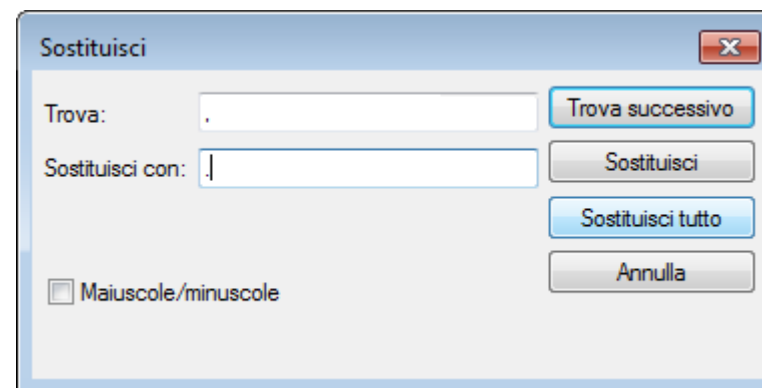 Sostituisci
Trova: , Trova successivo
Sostituisci con: . Sostituisci
Sostituisci tutto
Maiuscole/minuscole Annulla